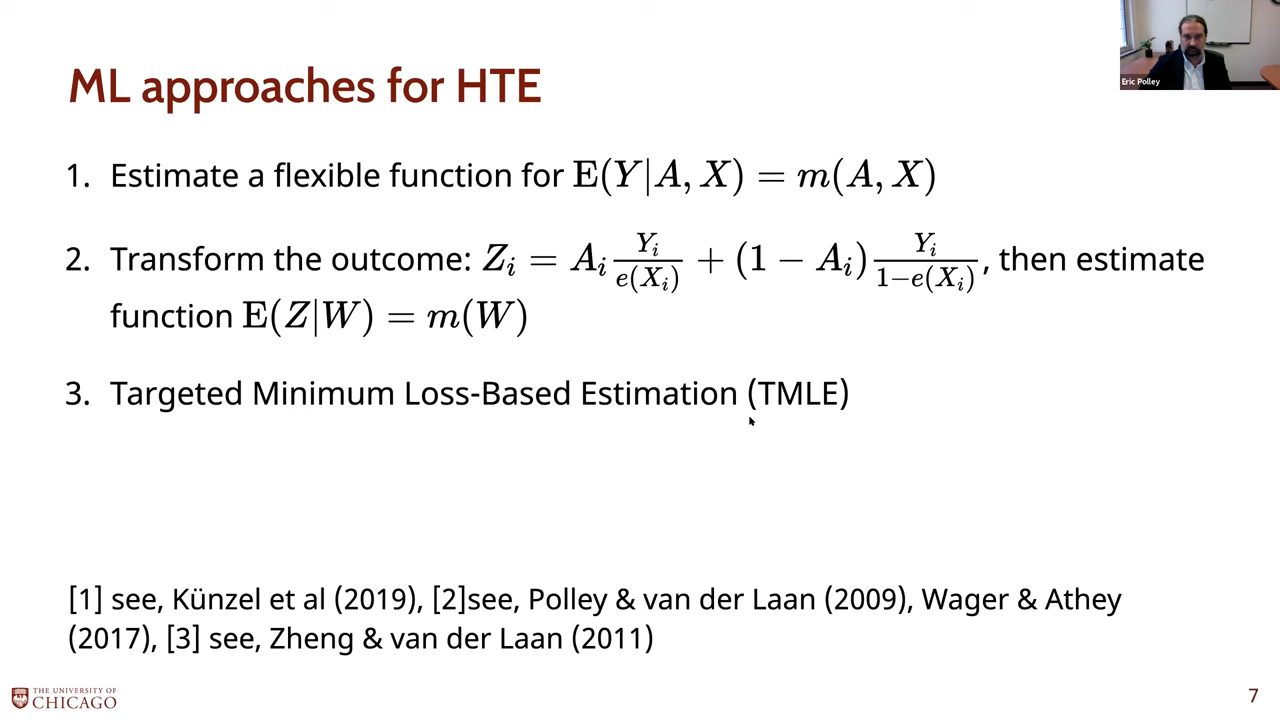 Eric Polley
ML approaches for HTE
1. Estimate a flexible function for E(Y|A, X) = m(A, X)
2. Transform the outcome: Z_i = A_i Y_i/e(X_i) + (1 − A_i) Y_i/1−e(X_i), then estimate
function E(Z|W) = m(W)
3. Targeted Minimum Loss-Based Estimation (TMLE)
[1] see, Künzel et al (2019), [2]see, Polley & van der Laan (2009), Wager & Athey
(2017), [3] see, Zheng & van der Laan (2011)
THE UNIVERSITY OF
CHICAGO
7